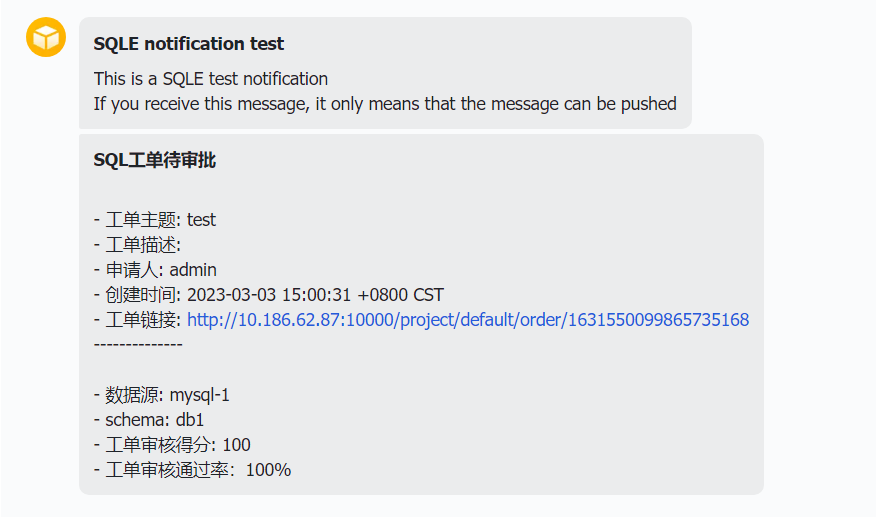 SQLE notification test
This is a SQLE test notification
If you receive this message, it only means that the message can be pushed
SQL工单待审批
- 工单主题: test
- 工单描述:
- 申请人: admin
- 创建时间: 2023-03-03 15:00:31 +0800 CST
- 工单链接: http://10.186.62.87:10000/project/default/order/1631550099865735168
--------------
- 数据源: mysql-1
- schema: db1
- 工单审核得分: 100
- 工单审核通过率：100%